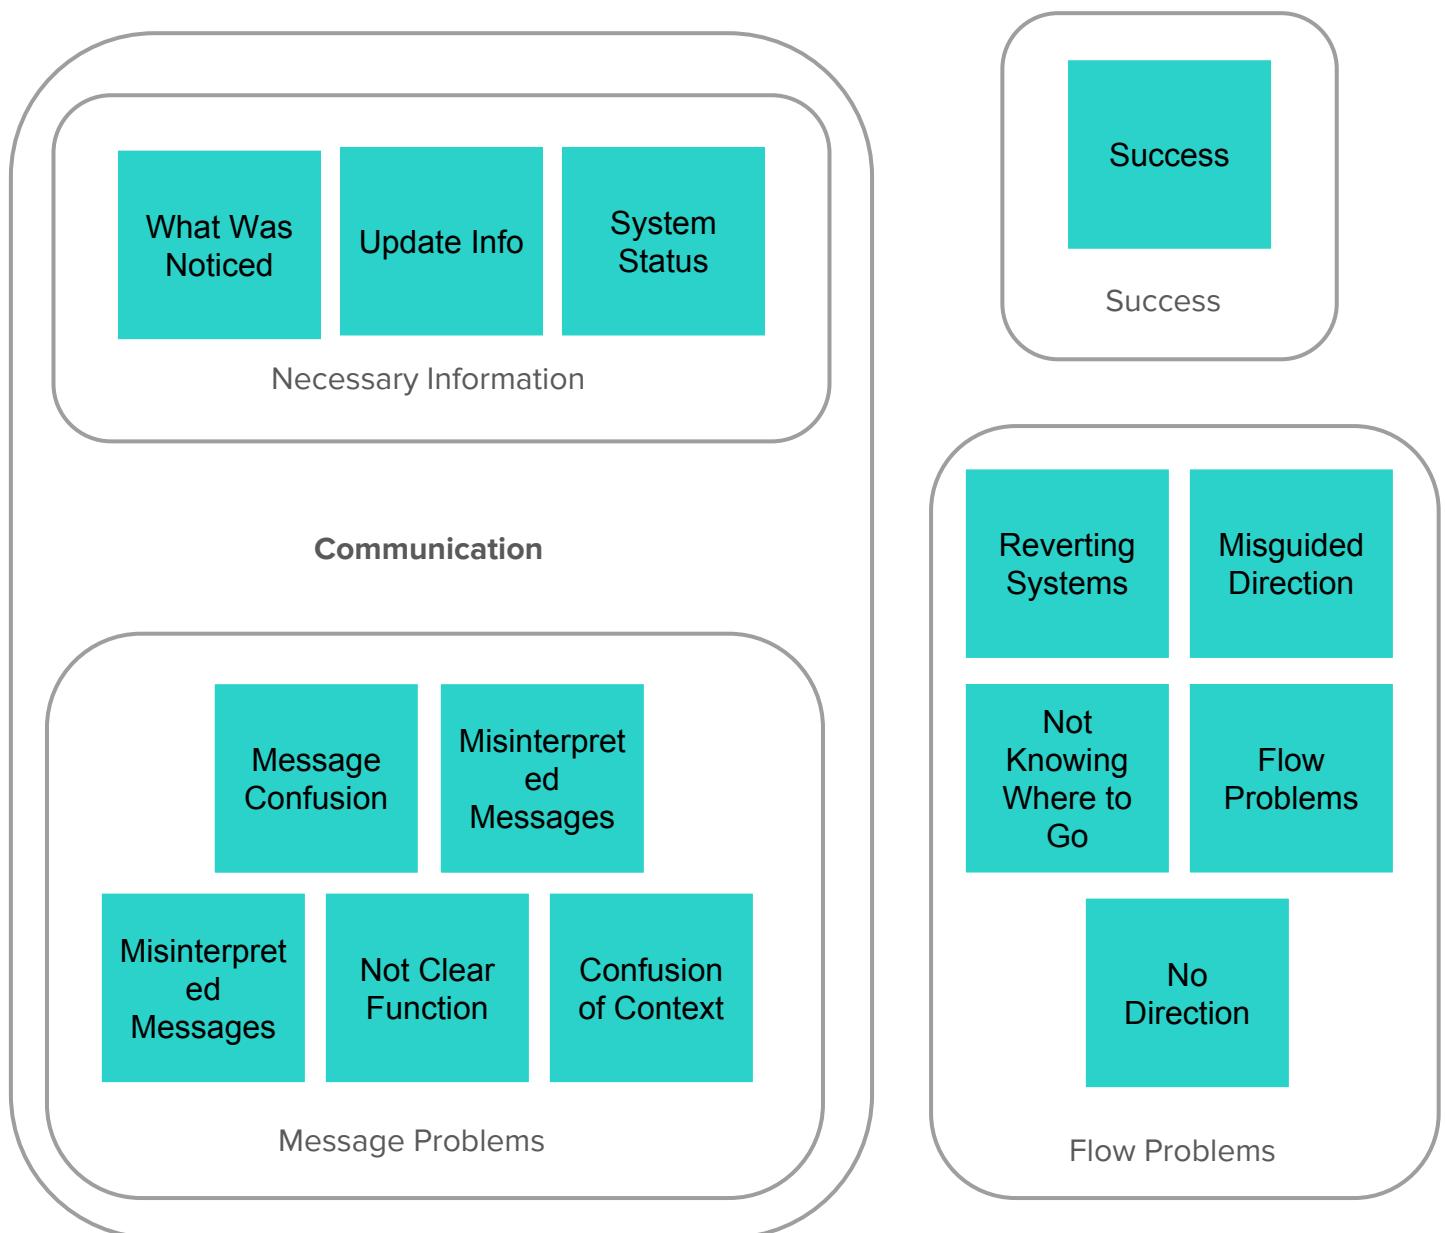 What Was
Noticed
Update Info
System
Status
Necessary Information
Communication
Message
Confusion
Misinterpret
ed
Messages
Misinterpret
ed
Messages
Not Clear
Function
Confusion
of Context
Message Problems
Success
Success
Reverting
Systems
Misguided
Direction
Not
Knowing
Where to
Go
Flow
Problems
No
Direction
Flow Problems